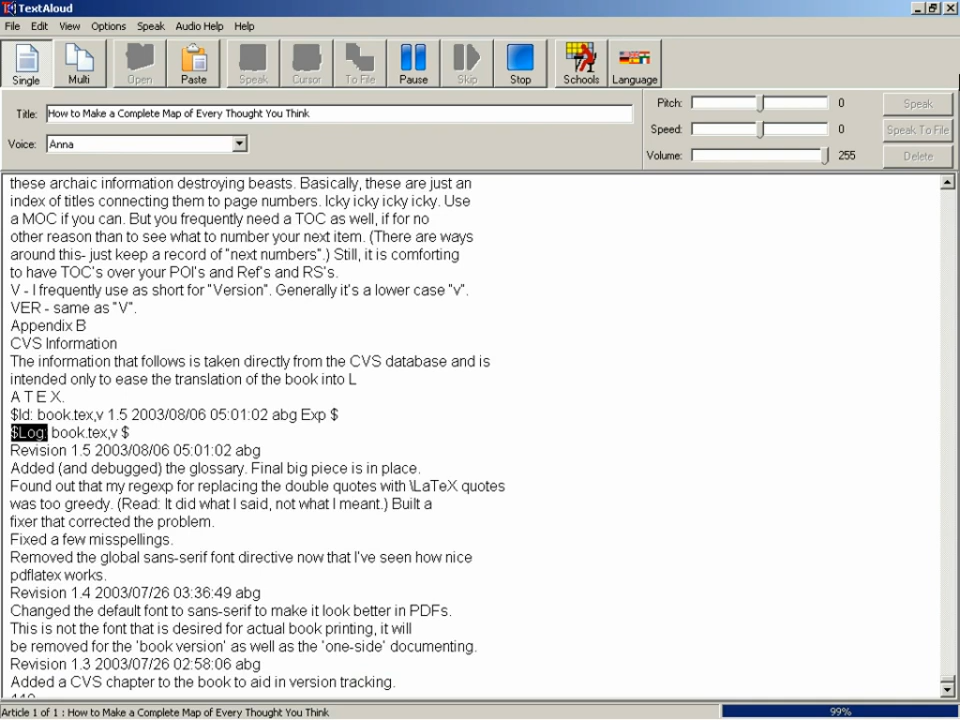 TextAloud
File Edit View Options Speak Audio Help Help
Single Multi Open Paste Speak Cursor To File Pause Skip Stop Schools Language
Title: How to Make a Complete Map of Every Thought You Think
Voice: Anna
Pitch: 0 Speak
Speed: 0 Speak To File
Volume: 255 Delete
these archaic information destroying beasts. Basically, these are just an
index of titles connecting them to page numbers. Icky icky icky icky. Use
a MOC if you can. But you frequently need a TOC as well, if for no
other reason than to see what to number your next item. (There are ways
around this- just keep a record of "next numbers".) Still, it is comforting
to have TOC's over your POI's and Ref's and RS's.
V - I frequently use as short for "Version". Generally it's a lower case "v".
VER - same as "V".
Appendix B
CVS Information
The information that follows is taken directly from the CVS database and is
intended only to ease the translation of the book into L
A T E X.
$Id: book.tex,v 1.5 2003/08/06 05:01:02 abg Exp $
$Log: book.tex,v $
Revision 1.5 2003/08/06 05:01:02 abg
Added (and debugged) the glossary. Final big piece is in place.
Found out that my regexp for replacing the double quotes with \LaTeX quotes
was too greedy. (Read: It did what I said, not what I meant.) Built a
fixer that corrected the problem.
Fixed a few misspellings.
Removed the global sans-serif font directive now that I've seen how nice
pdflatex works.
Revision 1.4 2003/07/26 03:36:49 abg
Changed the default font to sans-serif to make it look better in PDFs.
This is not the font that is desired for actual book printing, it will
be removed for the 'book version' as well as the 'one-side' documenting.
Revision 1.3 2003/07/26 02:58:06 abg
Added a CVS chapter to the book to aid in version tracking.
Article 1 of 1 : How to Make a Complete Map of Every Thought You Think 99%